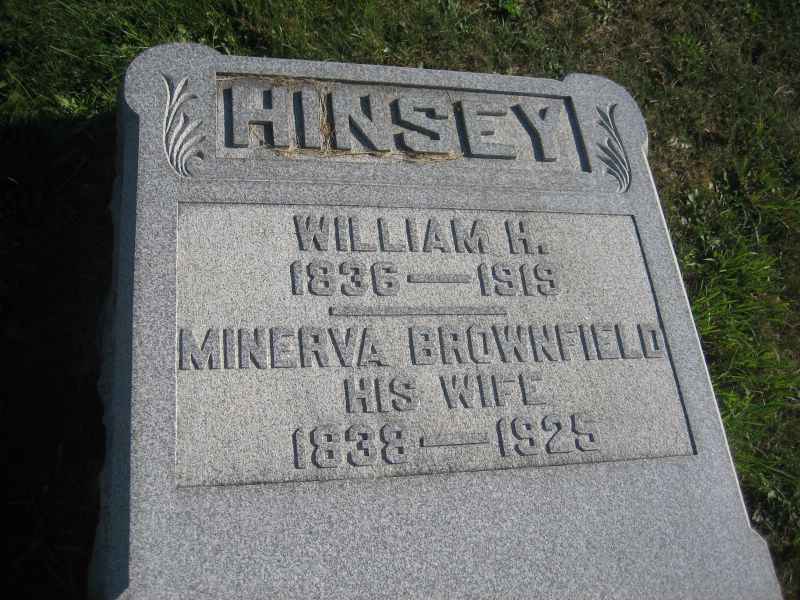 HINSEY
WILLIAM H.
1836 — 1919
MINERVA BROWNFIELD
HIS WIFE
1838 — 1925